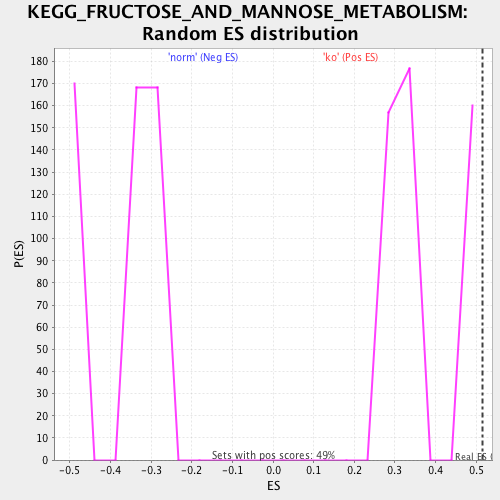 KEGG_FRUCTOSE_AND_MANNOSE_METABOLISM:
Random ES distribution
'norm' (Neg ES) 'ko' (Pos ES)
180
170
160
150
140
130
120
110
100
90
80
70
60
50
40
30
20
10
0
P(ES)
Sets with pos scores: 49%
Real ES (
-0.5 -0.4 -0.3 -0.2 -0.1 0.0 0.1 0.2 0.3 0.4 0.5
ES